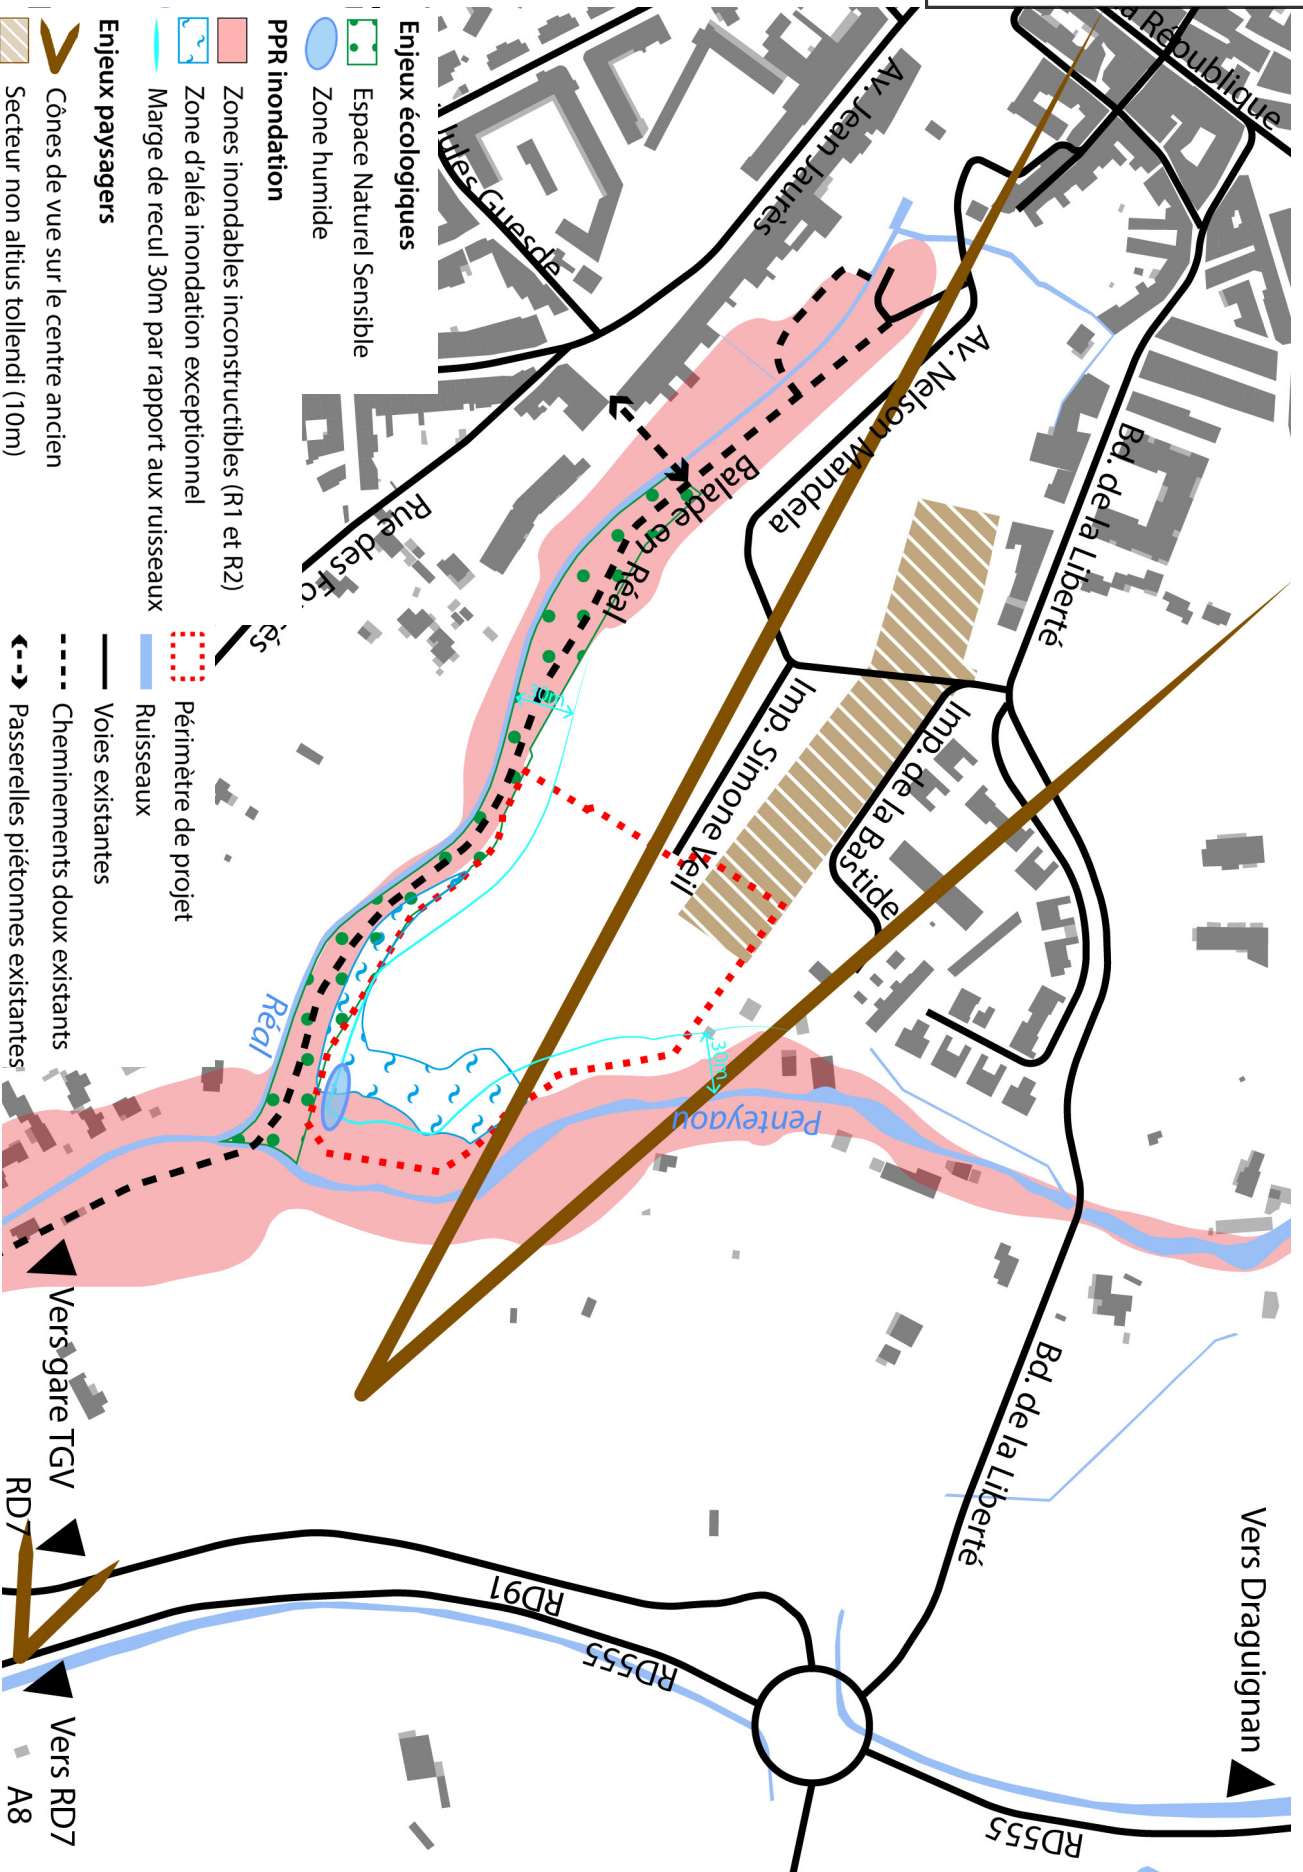 Enjeux écologiques
Espace Naturel Sensible
Zone humide
PPR inondation
Zones inondables inconstructibles (R1 et R2)
Zone d'aléa inondation exceptionnel
Marge de recul 30m par rapport aux ruisseaux
Enjeux paysagers
Cônes de vue sur le centre ancien
Secteur non altius tollendi (10m)
Périmètre de projet
Ruisseaux
Voies existantes
Cheminements doux existants
Passerelles piétonnes existantes
République
Av. Jean Jaurès
Jules Guesde
Rue des Fo
és
Av. Nelson Mandela
Bd. de la Liberté
Balade en Réal
Imp. Simone Veil
Imp. de la Bastide
30m
30m
Réal
Penteyaou
Bd. de la Liberté
Vers gare TGV
RD7
RD91
RD555
Vers Draguignan
RD555
Vers RD7
A8